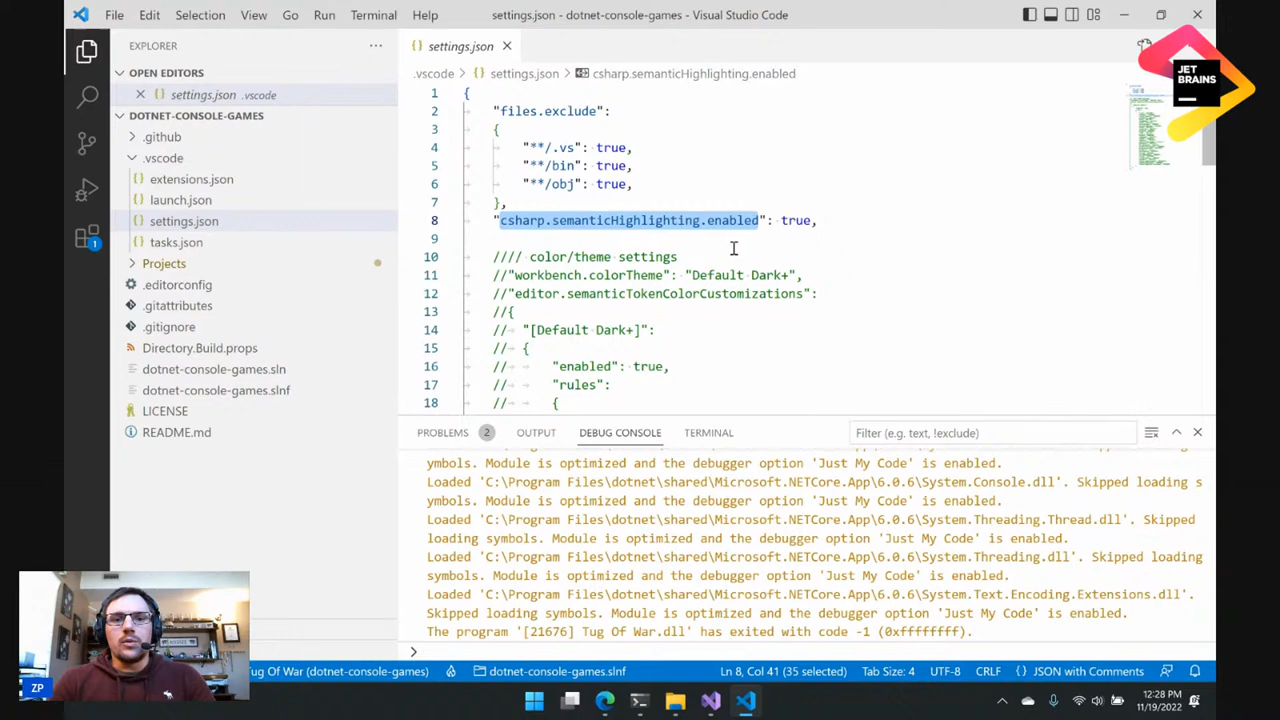 File Edit Selection View Go Run Terminal Help
settings.json - dotnet-console-games - Visual Studio Code
EXPLORER
OPEN EDITORS
settings.json .vscode
DOTNET-CONSOLE-GAMES
.github
.vscode
extensions.json
launch.json
settings.json
tasks.json
Projects
.editorconfig
.gitattributes
.gitignore
Directory.Build.props
dotnet-console-games.sln
dotnet-console-games.slnf
LICENSE
README.md
1
settings.json
.vscode > settings.json > csharp.semanticHighlighting.enabled
JET
BRAINS
1 {
2 "files.exclude":
3 {
4 "**/.vs": true,
5 "**/bin": true,
6 "**/obj": true,
7 },
8 "csharp.semanticHighlighting.enabled": true,
9
10 //// color/theme settings
11 //"workbench.colorTheme": "Default Dark+",
12 //"editor.semanticTokenColorCustomizations":
13 //{
14 // "[Default Dark+]":
15 // {
16 // "enabled": true,
17 // "rules":
18 // {
PROBLEMS 2 OUTPUT DEBUG CONSOLE TERMINAL
Filter (e.g. text, !exclude)
ymbols. Module is optimized and the debugger option 'Just My Code' is enabled.
Loaded 'C:\Program Files\dotnet\shared\Microsoft.NETCore.App\6.0.6\System.Console.dll'. Skipped loading s
ymbols. Module is optimized and the debugger option 'Just My Code' is enabled.
Loaded 'C:\Program Files\dotnet\shared\Microsoft.NETCore.App\6.0.6\System.Threading.Thread.dll'. Skipped
loading symbols. Module is optimized and the debugger option 'Just My Code' is enabled.
Loaded 'C:\Program Files\dotnet\shared\Microsoft.NETCore.App\6.0.6\System.Threading.dll'. Skipped loading
symbols. Module is optimized and the debugger option 'Just My Code' is enabled.
Loaded 'C:\Program Files\dotnet\shared\Microsoft.NETCore.App\6.0.6\System.Text.Encoding.Extensions.dll'.
Skipped loading symbols. Module is optimized and the debugger option 'Just My Code' is enabled.
The program '[21676] Tug Of War.dll' has exited with code -1 (0xffffffff).
>
ZP
Tug Of War (dotnet-console-games) dotnet-console-games.slnf
Ln 8, Col 41 (35 selected) Tab Size: 4 UTF-8 CRLF {} JSON with Comments
12:28 PM
11/19/2022